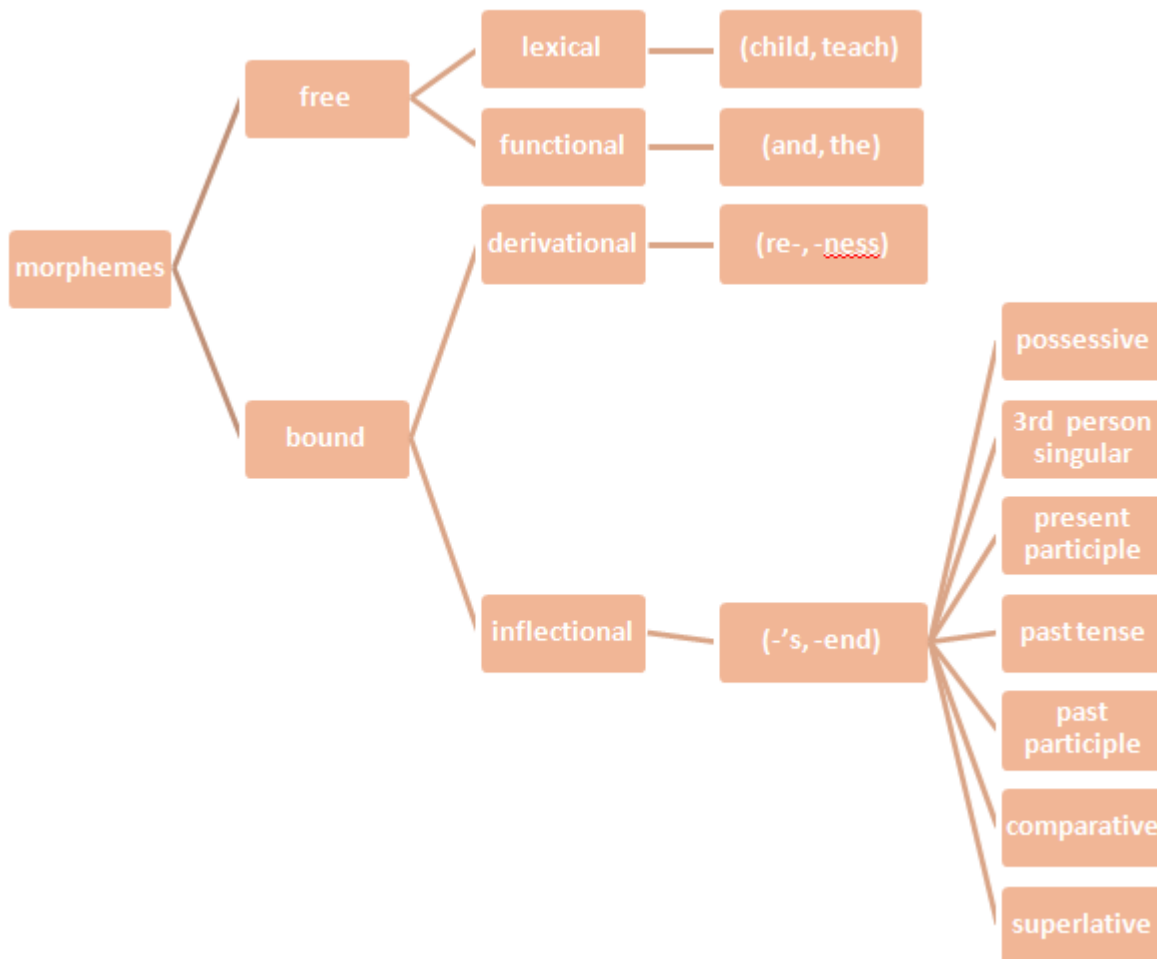 morphemes
free
lexical
(child, teach)
functional
(and, the)
bound
derivational
(re-, -ness)
inflectional
(-’s, -end)
possessive
3rd person
singular
present
participle
past tense
past
participle
comparative
superlative